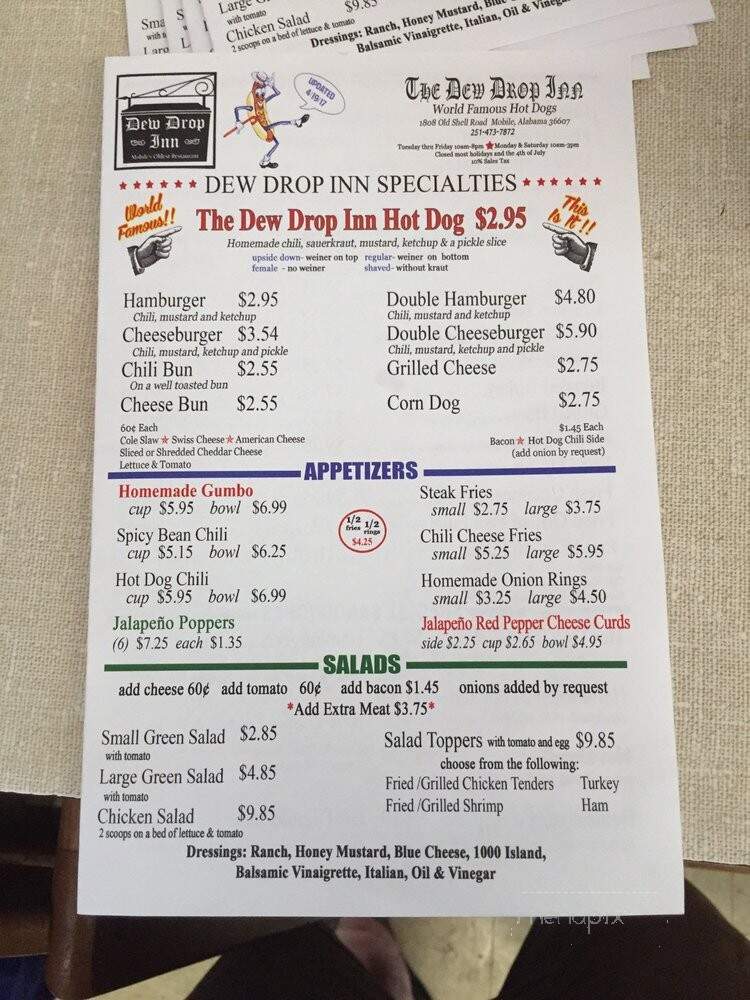 Large G
with tomato
$9.85
Chicken Salad
2 scoops on a bed of lettuce & tomato
Dressings: Ranch, Honey Mustard, Blue
Balsamic Vinaigrette, Italian, Oil & Vinegar
Dew Drop
Inn
Mobile's Oldest Restaurant
UPDATED
4/19/17
The Dew Drop Inn
World Famous Hot Dogs
1808 Old Shell Road Mobile, Alabama 36607
251-473-7872
Tuesday thru Friday 10am-8pm ★ Monday & Saturday 10am-3pm
Closed most holidays and the 4th of July
10% Sales Tax
★ ★ ★ ★ ★ ★ DEW DROP INN SPECIALTIES ★ ★ ★ ★ ★ ★
World
Famous!!
The Dew Drop Inn Hot Dog $2.95
This
Is It!!
Homemade chili, sauerkraut, mustard, ketchup & a pickle slice
upside down- weiner on top regular- weiner on bottom
female - no weiner shaved- without kraut
Hamburger $2.95
Chili, mustard and ketchup
Cheeseburger $3.54
Chili, mustard, ketchup and pickle
Chili Bun $2.55
On a well toasted bun
Cheese Bun $2.55
Double Hamburger $4.80
Chili, mustard and ketchup
Double Cheeseburger $5.90
Chili, mustard, ketchup and pickle
Grilled Cheese $2.75
Corn Dog $2.75
60¢ Each
Cole Slaw ★ Swiss Cheese ★ American Cheese
Sliced or Shredded Cheddar Cheese
Lettuce & Tomato
$1.45 Each
Bacon ★ Hot Dog Chili Side
(add onion by request)
APPETIZERS
Homemade Gumbo
cup $5.95 bowl $6.99
Spicy Bean Chili
cup $5.15 bowl $6.25
Hot Dog Chili
cup $5.95 bowl $6.99
Jalapeño Poppers
(6) $7.25 each $1.35
1/2 1/2
fries rings
$4.25
Steak Fries
small $2.75 large $3.75
Chili Cheese Fries
small $5.25 large $5.95
Homemade Onion Rings
small $3.25 large $4.50
Jalapeño Red Pepper Cheese Curds
side $2.25 cup $2.65 bowl $4.95
SALADS
add cheese 60¢ add tomato 60¢ add bacon $1.45 onions added by request
*Add Extra Meat $3.75*
Small Green Salad $2.85
with tomato
Large Green Salad $4.85
with tomato
Chicken Salad $9.85
2 scoops on a bed of lettuce & tomato
Salad Toppers with tomato and egg $9.85
choose from the following:
Fried /Grilled Chicken Tenders Turkey
Fried /Grilled Shrimp Ham
Dressings: Ranch, Honey Mustard, Blue Cheese, 1000 Island,
Balsamic Vinaigrette, Italian, Oil & Vinegar